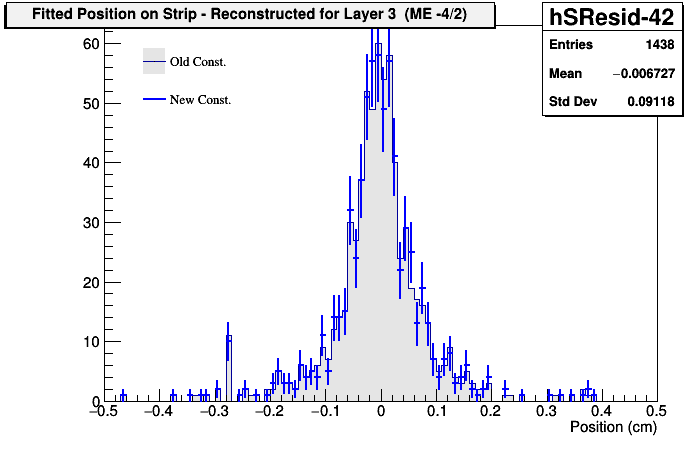 Fitted Position on Strip - Reconstructed for Layer 3 (ME -4/2)
hSResid-42
Entries 1438
Mean −0.006727
Std Dev 0.09118
Old Const.
New Const.
60
50
40
30
20
10
0
−0.5 −0.4 −0.3 −0.2 −0.1 0 0.1 0.2 0.3 0.4 0.5
Position (cm)